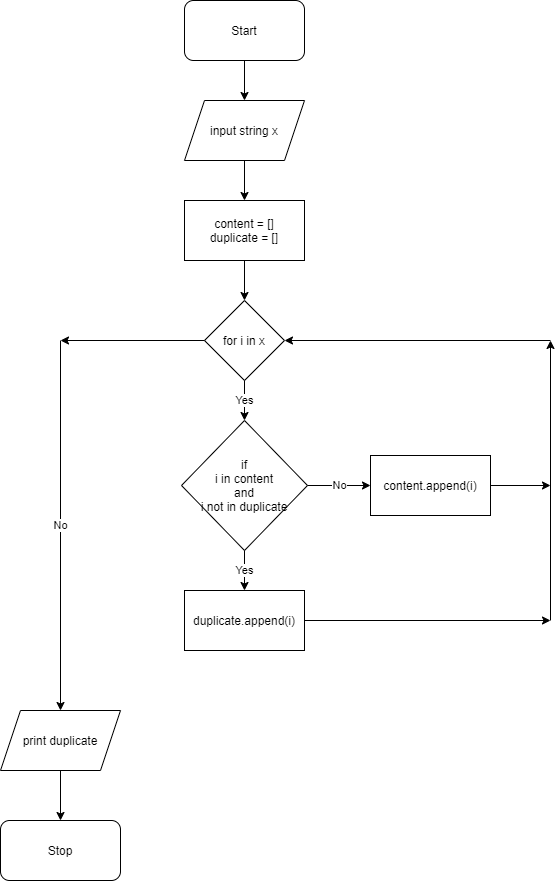 Start
input string x
content = []
duplicate = []
for i in x
Yes
if
i in content
and
i not in duplicate
No
content.append(i)
No
Yes
duplicate.append(i)
print duplicate
Stop